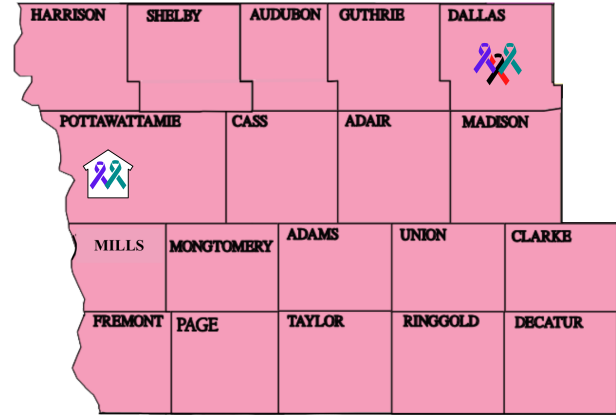 HARRISON
SHELBY
AUDUBON
GUTHRIE
DALLAS
POTTAWATTAMIE
CASS
ADAIR
MADISON
MILLS
MONGTOMERY
ADAMS
UNION
CLARKE
FREMONT
PAGE
TAYLOR
RINGGOLD
DECATUR